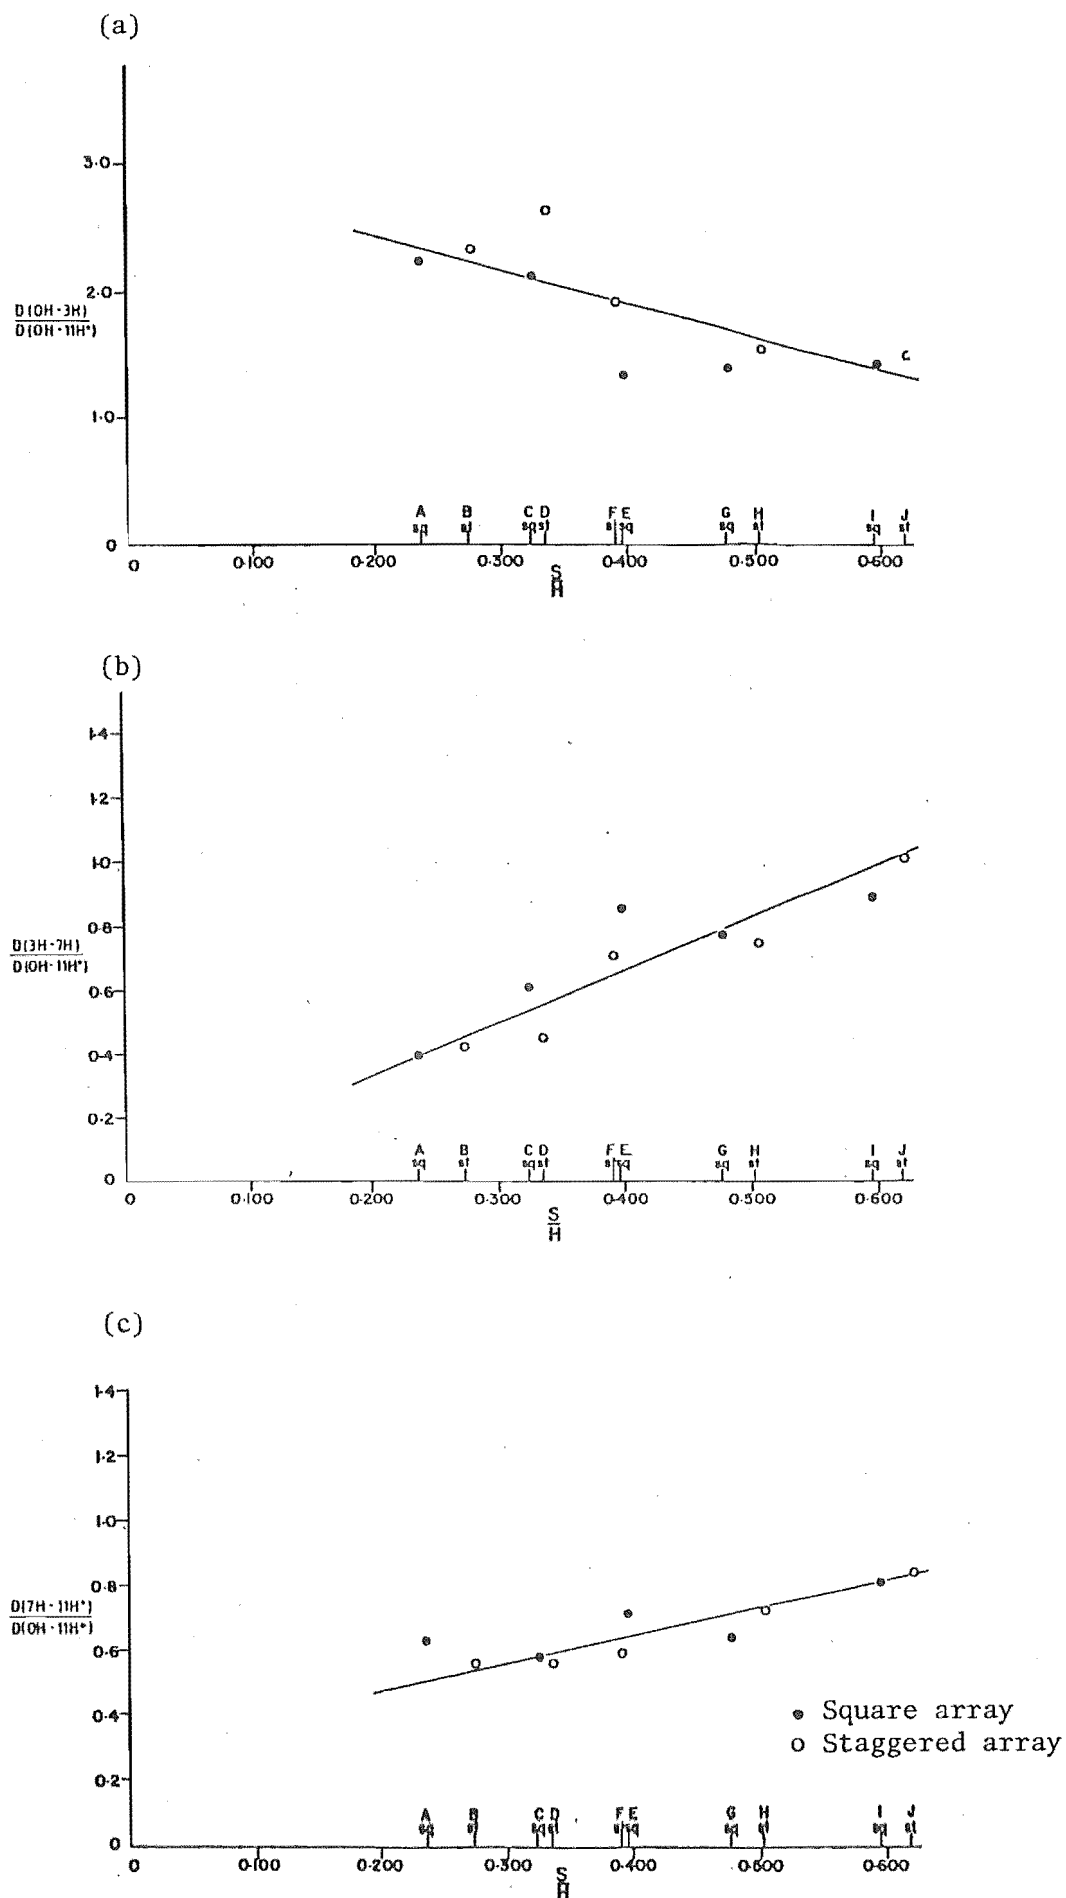 (a)
3·0
2·0
D(0H-3H)
D(0H-11H⁺)
1·0
A B C D F E G H I J
sq st sq st st sq sq st sq st
0
0 0·100 0·200 0·300 0·400 0·500 0·600
S
H
(b)
1·4
1·2
1·0
0·8
D(3H-7H)
D(0H-11H⁺)
0·6
0·4
0·2
A B C D F E G H I J
sq st sq st st sq sq st sq st
0
0 0·100 0·200 0·300 0·400 0·500 0·600
S
H
(c)
1·4
1·2
1·0
0·8
D(7H-11H⁺)
D(0H-11H⁺)
0·6
0·4
● Square array
○ Staggered array
0·2
A B C D F E G H I J
sq st sq st st sq sq st sq st
0
0 0·100 0·200 0·300 0·400 0·500 0·600
S
H